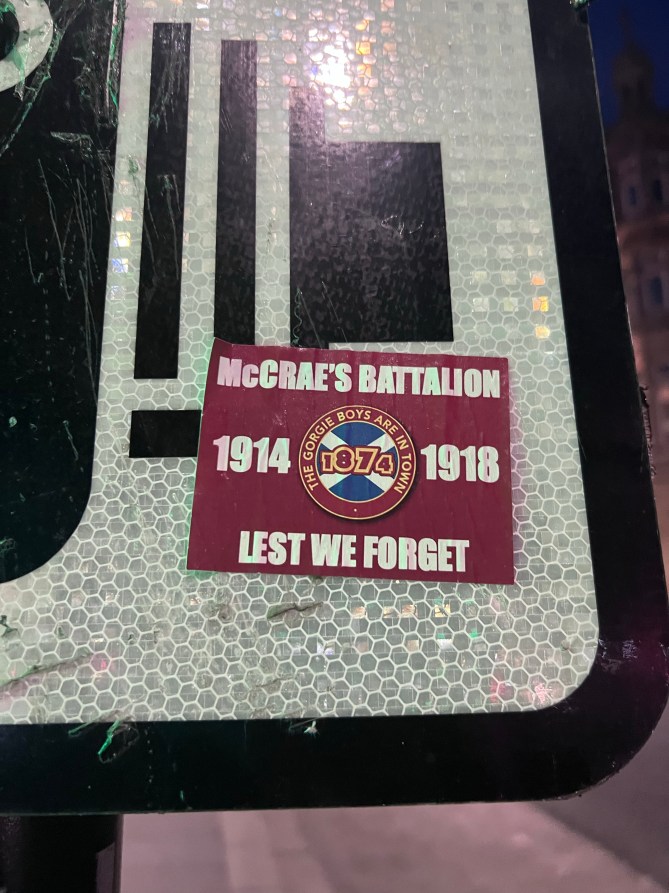 McCRAE'S BATTALION
THE GORGIE BOYS ARE IN TOWN
1914 1874 1918
LEST WE FORGET